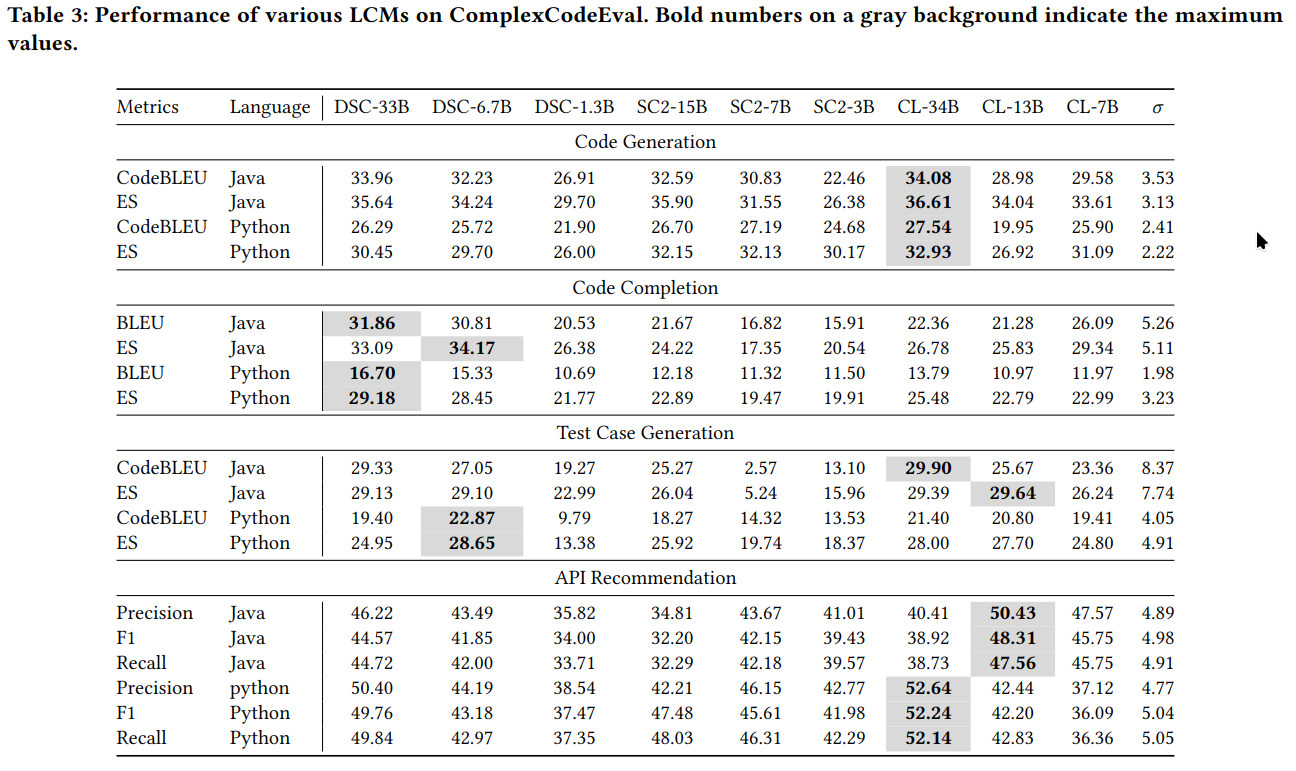 Table 3: Performance of various LCMs on ComplexCodeEval. Bold numbers on a gray background indicate the maximum
values.
Metrics Language DSC-33B DSC-6.7B DSC-1.3B SC2-15B SC2-7B SC2-3B CL-34B CL-13B CL-7B σ
Code Generation
CodeBLEU Java 33.96 32.23 26.91 32.59 30.83 22.46 34.08 28.98 29.58 3.53
ES Java 35.64 34.24 29.70 35.90 31.55 26.38 36.61 34.04 33.61 3.13
CodeBLEU Python 26.29 25.72 21.90 26.70 27.19 24.68 27.54 19.95 25.90 2.41
ES Python 30.45 29.70 26.00 32.15 32.13 30.17 32.93 26.92 31.09 2.22
Code Completion
BLEU Java 31.86 30.81 20.53 21.67 16.82 15.91 22.36 21.28 26.09 5.26
ES Java 33.09 34.17 26.38 24.22 17.35 20.54 26.78 25.83 29.34 5.11
BLEU Python 16.70 15.33 10.69 12.18 11.32 11.50 13.79 10.97 11.97 1.98
ES Python 29.18 28.45 21.77 22.89 19.47 19.91 25.48 22.79 22.99 3.23
Test Case Generation
CodeBLEU Java 29.33 27.05 19.27 25.27 2.57 13.10 29.90 25.67 23.36 8.37
ES Java 29.13 29.10 22.99 26.04 5.24 15.96 29.39 29.64 26.24 7.74
CodeBLEU Python 19.40 22.87 9.79 18.27 14.32 13.53 21.40 20.80 19.41 4.05
ES Python 24.95 28.65 13.38 25.92 19.74 18.37 28.00 27.70 24.80 4.91
API Recommendation
Precision Java 46.22 43.49 35.82 34.81 43.67 41.01 40.41 50.43 47.57 4.89
F1 Java 44.57 41.85 34.00 32.20 42.15 39.43 38.92 48.31 45.75 4.98
Recall Java 44.72 42.00 33.71 32.29 42.18 39.57 38.73 47.56 45.75 4.91
Precision python 50.40 44.19 38.54 42.21 46.15 42.77 52.64 42.44 37.12 4.77
F1 Python 49.76 43.18 37.47 47.48 45.61 41.98 52.24 42.20 36.09 5.04
Recall Python 49.84 42.97 37.35 48.03 46.31 42.29 52.14 42.83 36.36 5.05